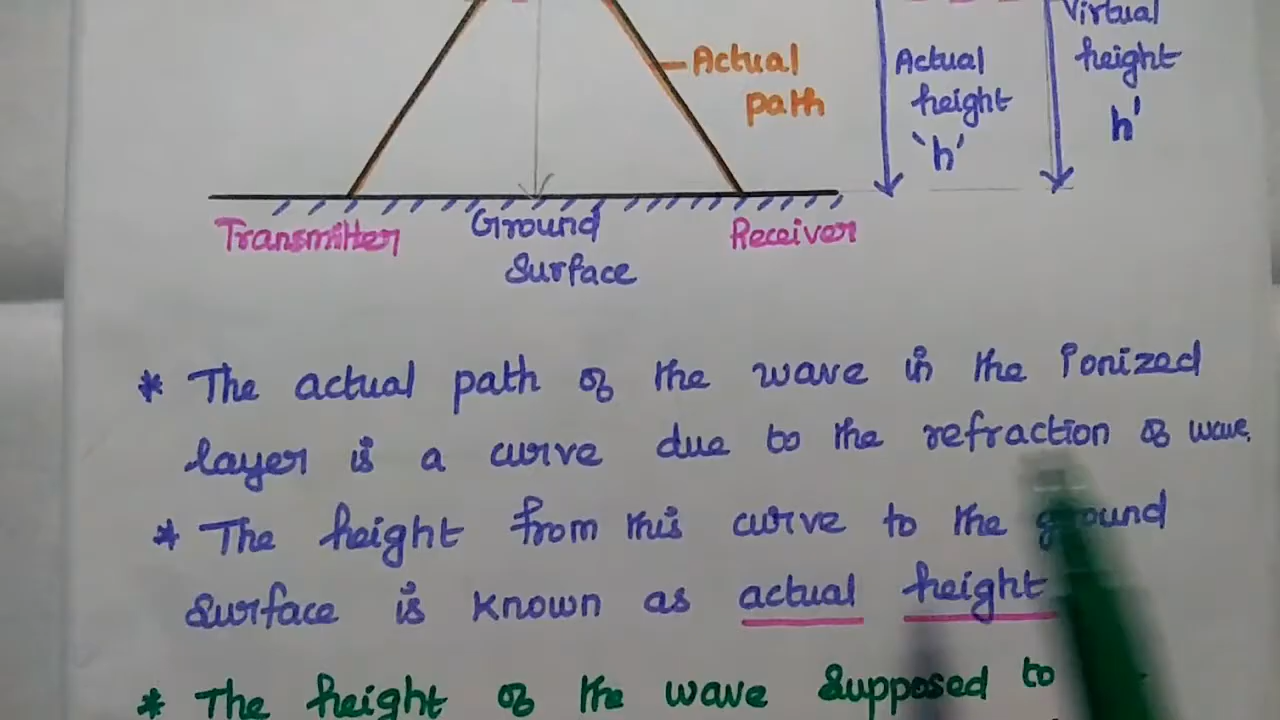 Virtual
height
h'
Actual
height
'h'
Actual
path
Transmitter
Ground
Surface
Receiver
* The actual path of the wave in the ionized
layer is a curve due to the refraction of wave.
* The height from this curve to the ground
surface is known as actual height
* The height of the wave supposed to